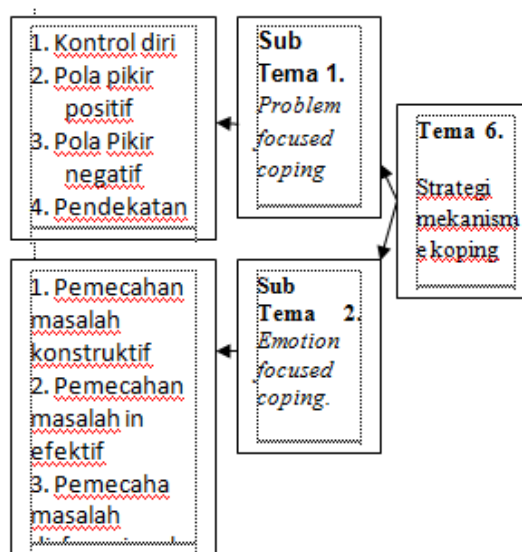 1. Kontrol diri
2. Pola pikir
positif
3. Pola Pikir
negatif
4. Pendekatan
Sub
Tema 1.
Problem
focused
coping
Tema 6.
Strategi
mekanism
e koping
1. Pemecahan
masalah
konstruktif
2. Pemecahan
masalah in
efektif
3. Pemecaha
masalah
Sub
Tema 2.
Emotion
focused
coping.